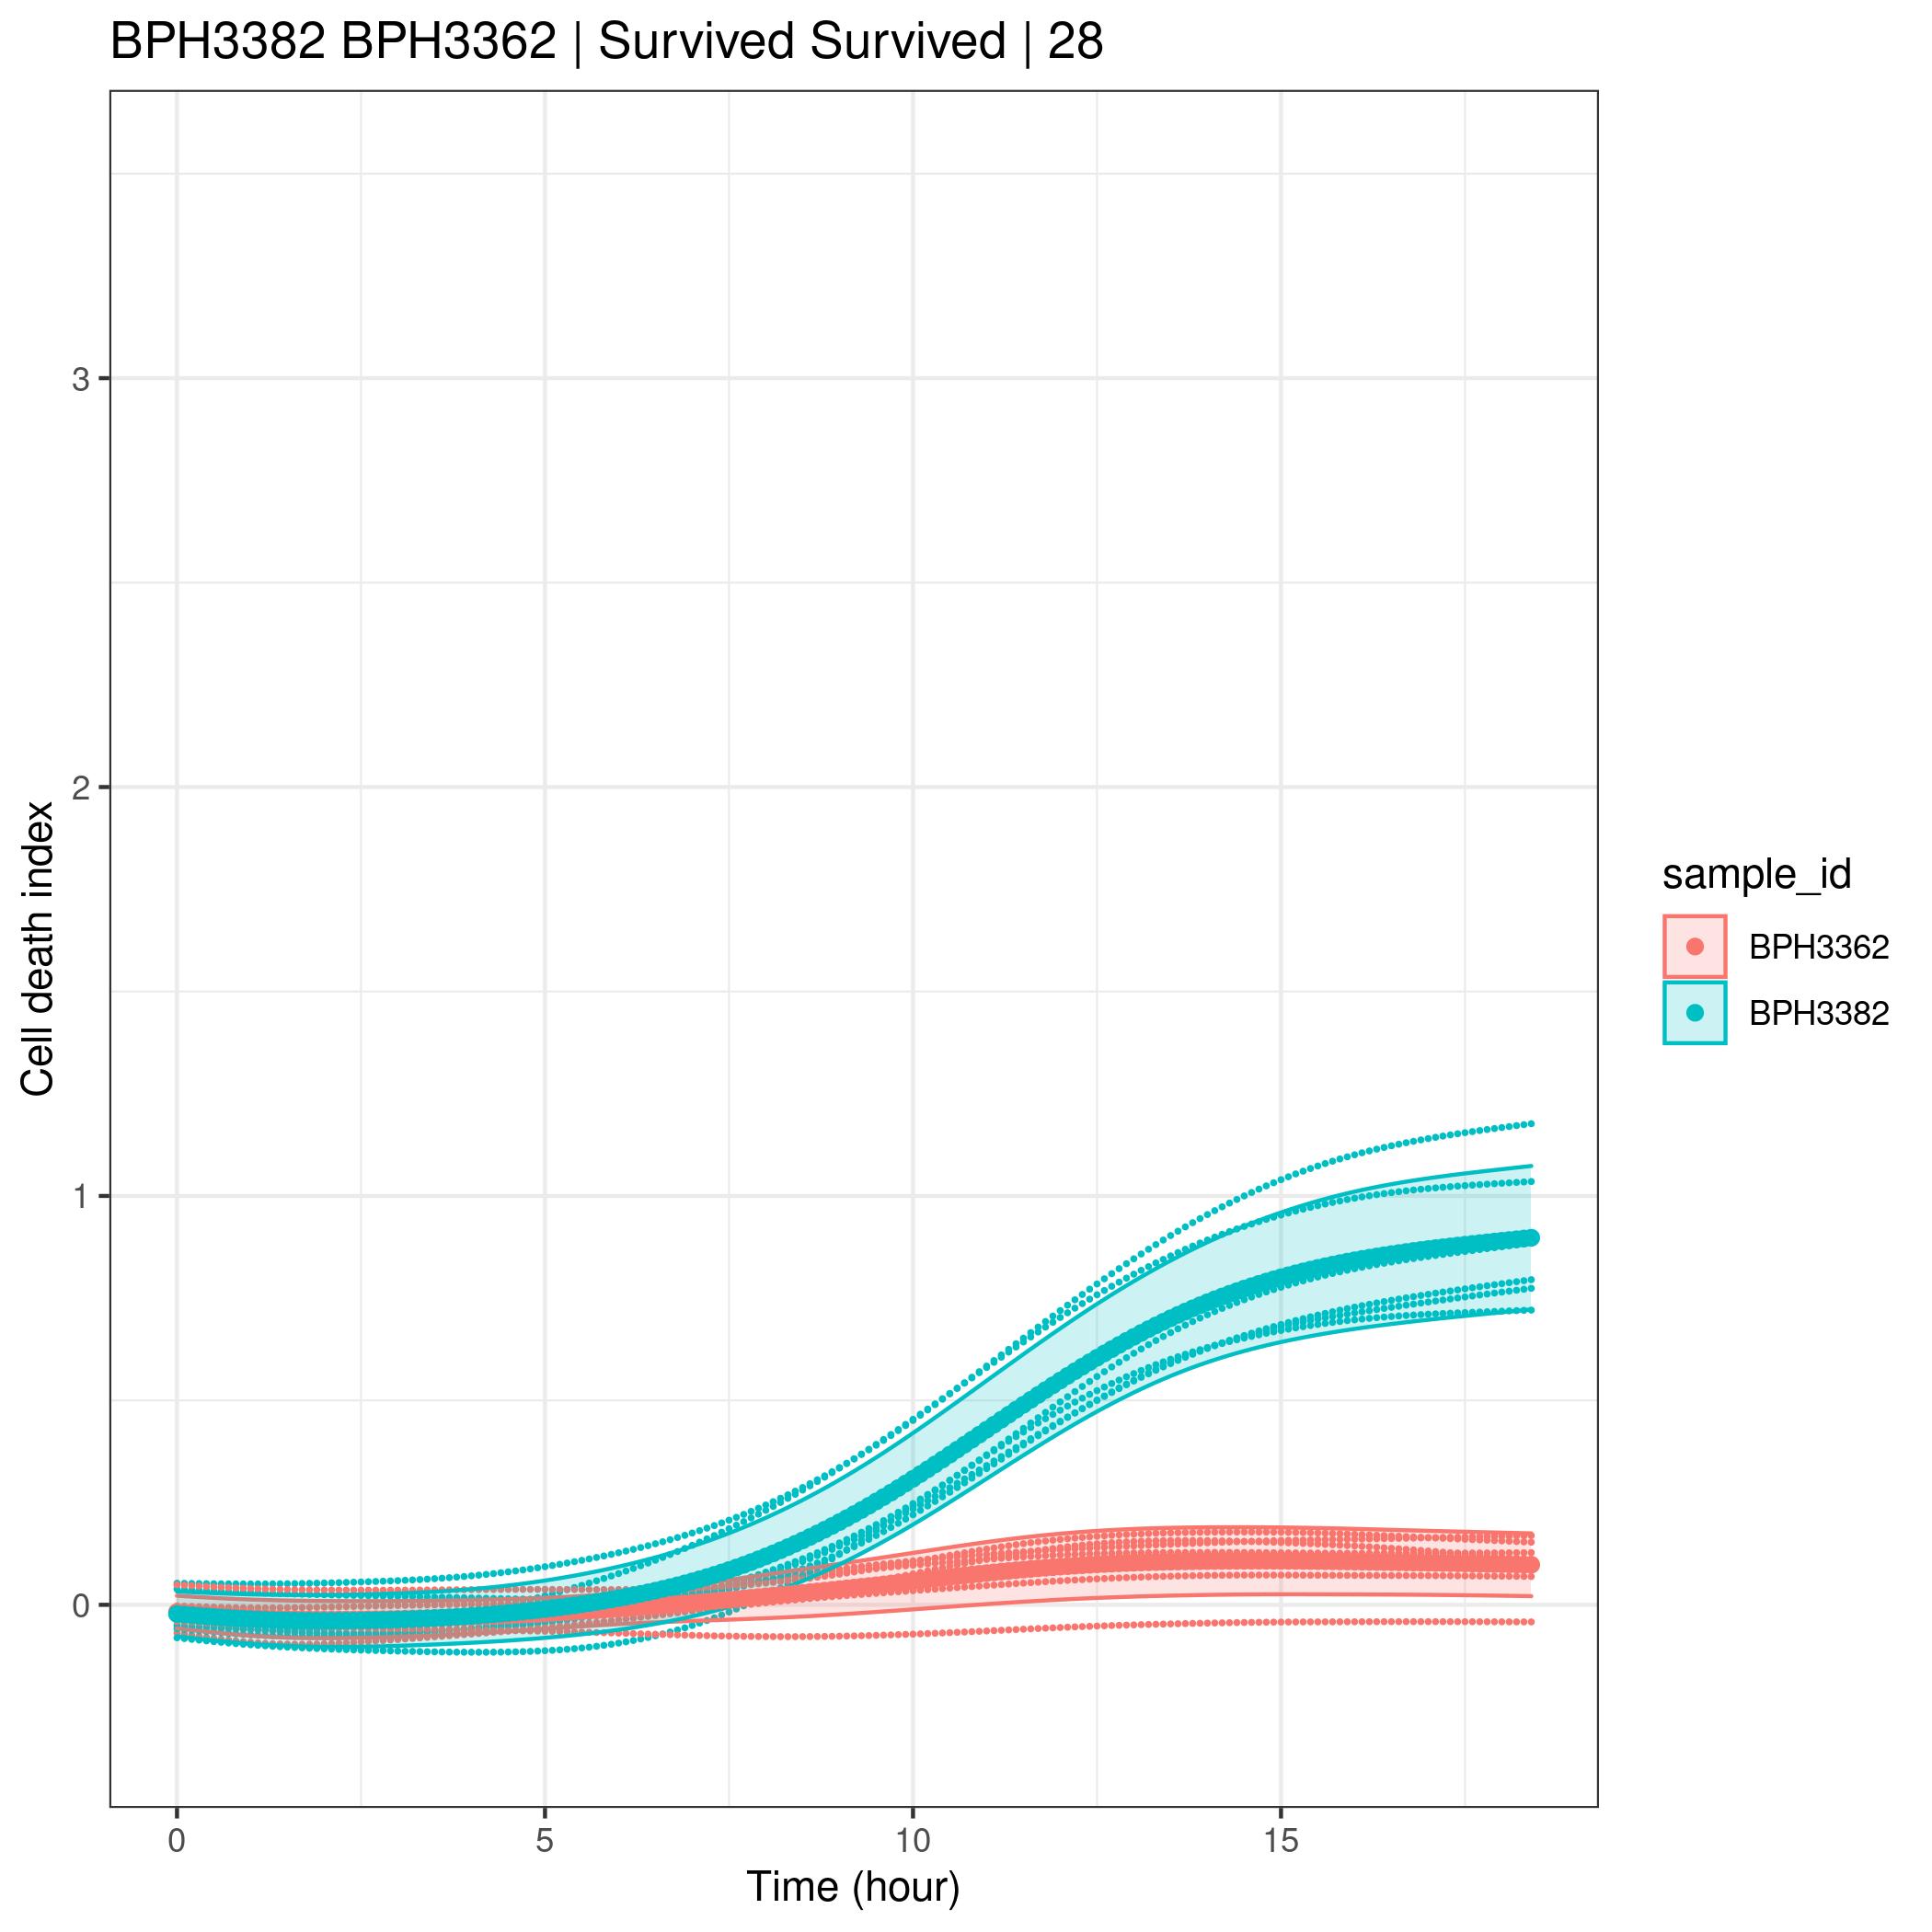 BPH3382 BPH3362 | Survived Survived | 28
3
2
1
0
Cell death index
0 5 10 15
Time (hour)
sample_id
BPH3362
BPH3382